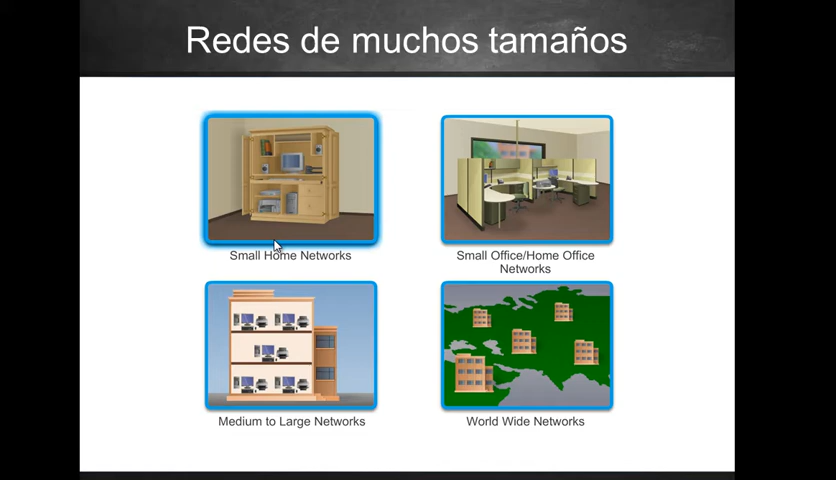 Redes de muchos tamaños
Small Home Networks
Small Office/Home Office
Networks
Medium to Large Networks
World Wide Networks